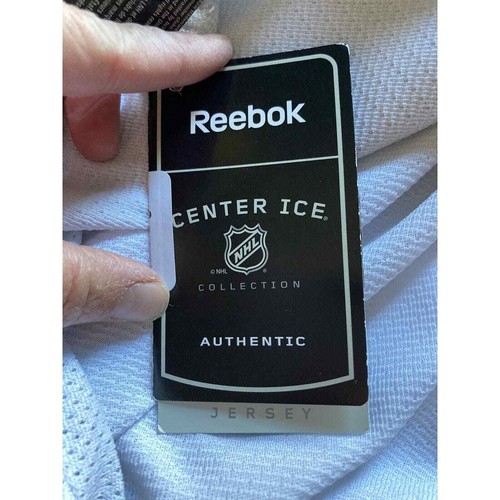 Reebok
CENTER ICE®
NHL
© NHL ®
COLLECTION
AUTHENTIC
JERSEY